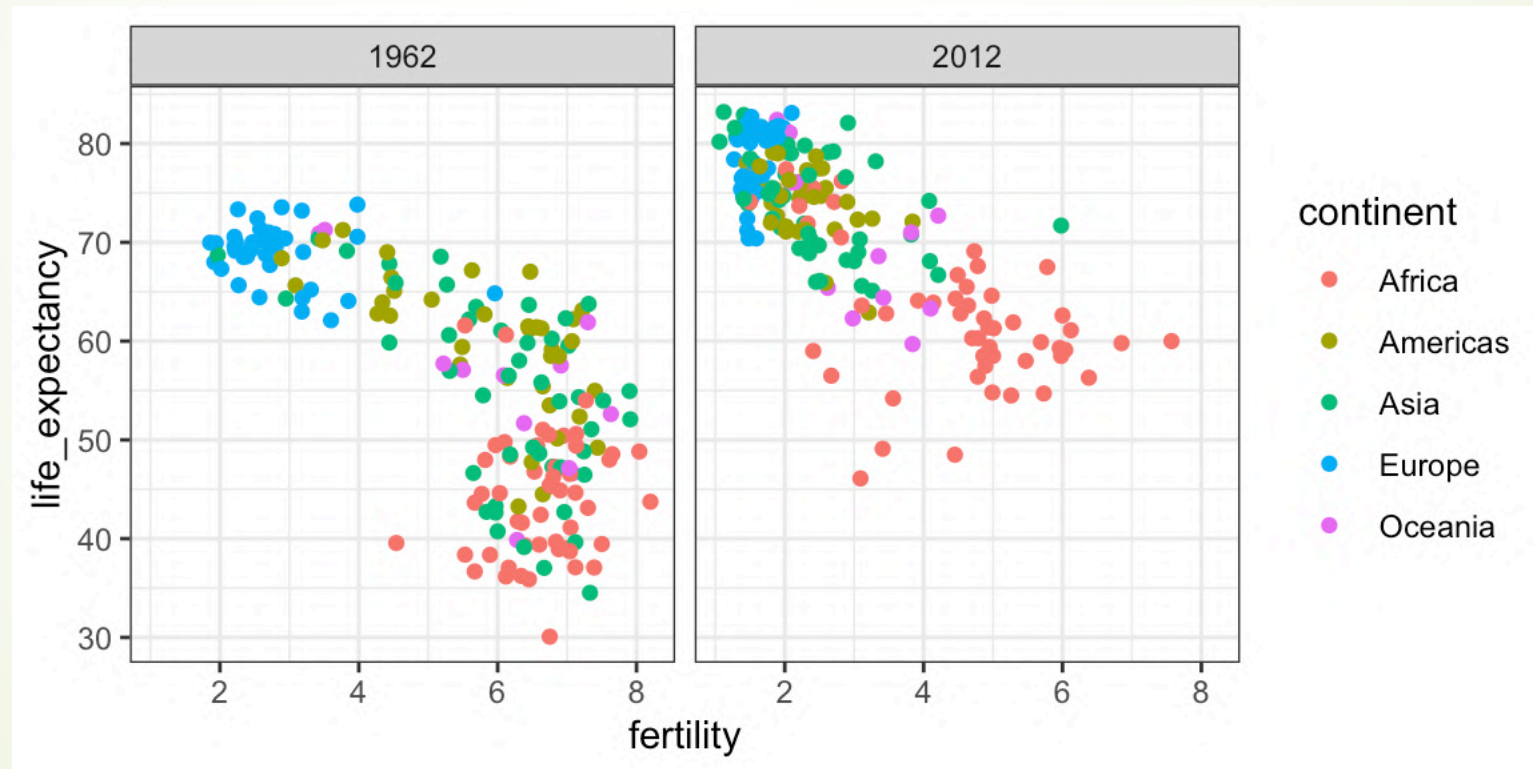 1962
2012
80
70
60
50
40
30
life_expectancy
2 4 6 8
2 4 6 8
fertility
continent
Africa
Americas
Asia
Europe
Oceania